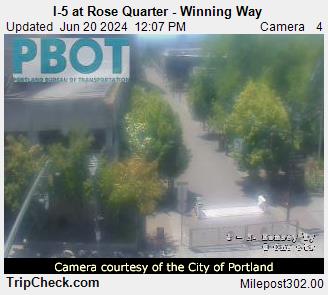 I-5 at Rose Quarter - Winning Way
Updated Jun 20 2024 12:07 PM Camera 4
PBOT
PORTLAND BUREAU OF TRANSPORTATION
Camera courtesy of the City of Portland
TripCheck.com Milepost302.00